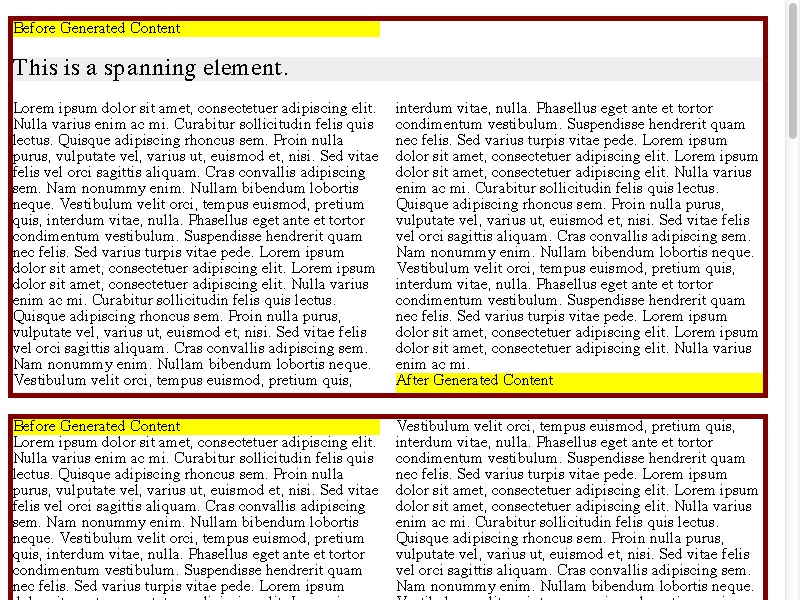 Before Generated Content
This is a spanning element.
Lorem ipsum dolor sit amet, consectetuer adipiscing elit.
Nulla varius enim ac mi. Curabitur sollicitudin felis quis
lectus. Quisque adipiscing rhoncus sem. Proin nulla
purus, vulputate vel, varius ut, euismod et, nisi. Sed vitae
felis vel orci sagittis aliquam. Cras convallis adipiscing
sem. Nam nonummy enim. Nullam bibendum lobortis
neque. Vestibulum velit orci, tempus euismod, pretium
quis, interdum vitae, nulla. Phasellus eget ante et tortor
condimentum vestibulum. Suspendisse hendrerit quam
nec felis. Sed varius turpis vitae pede. Lorem ipsum
dolor sit amet, consectetuer adipiscing elit. Lorem ipsum
dolor sit amet, consectetuer adipiscing elit. Nulla varius
enim ac mi. Curabitur sollicitudin felis quis lectus.
Quisque adipiscing rhoncus sem. Proin nulla purus,
vulputate vel, varius ut, euismod et, nisi. Sed vitae felis
vel orci sagittis aliquam. Cras convallis adipiscing sem.
Nam nonummy enim. Nullam bibendum lobortis neque.
Vestibulum velit orci, tempus euismod, pretium quis,
interdum vitae, nulla. Phasellus eget ante et tortor
condimentum vestibulum. Suspendisse hendrerit quam
nec felis. Sed varius turpis vitae pede. Lorem ipsum
dolor sit amet, consectetuer adipiscing elit. Lorem ipsum
dolor sit amet, consectetuer adipiscing elit. Nulla varius
enim ac mi. Curabitur sollicitudin felis quis lectus.
Quisque adipiscing rhoncus sem. Proin nulla purus,
vulputate vel, varius ut, euismod et, nisi. Sed vitae felis
vel orci sagittis aliquam. Cras convallis adipiscing sem.
Nam nonummy enim. Nullam bibendum lobortis neque.
Vestibulum velit orci, tempus euismod, pretium quis,
interdum vitae, nulla. Phasellus eget ante et tortor
condimentum vestibulum. Suspendisse hendrerit quam
nec felis. Sed varius turpis vitae pede. Lorem ipsum
dolor sit amet, consectetuer adipiscing elit. Nulla varius
enim ac mi.
After Generated Content
Before Generated Content
Lorem ipsum dolor sit amet, consectetuer adipiscing elit.
Nulla varius enim ac mi. Curabitur sollicitudin felis quis
lectus. Quisque adipiscing rhoncus sem. Proin nulla
purus, vulputate vel, varius ut, euismod et, nisi. Sed vitae
felis vel orci sagittis aliquam. Cras convallis adipiscing
sem. Nam nonummy enim. Nullam bibendum lobortis
neque. Vestibulum velit orci, tempus euismod, pretium
quis, interdum vitae, nulla. Phasellus eget ante et tortor
condimentum vestibulum. Suspendisse hendrerit quam
nec felis. Sed varius turpis vitae pede. Lorem ipsum
Vestibulum velit orci, tempus euismod, pretium quis,
interdum vitae, nulla. Phasellus eget ante et tortor
condimentum vestibulum. Suspendisse hendrerit quam
nec felis. Sed varius turpis vitae pede. Lorem ipsum
dolor sit amet, consectetuer adipiscing elit. Lorem ipsum
dolor sit amet, consectetuer adipiscing elit. Nulla varius
enim ac mi. Curabitur sollicitudin felis quis lectus.
Quisque adipiscing rhoncus sem. Proin nulla purus,
vulputate vel, varius ut, euismod et, nisi. Sed vitae felis
vel orci sagittis aliquam. Cras convallis adipiscing sem.
Nam nonummy enim. Nullam bibendum lobortis neque.